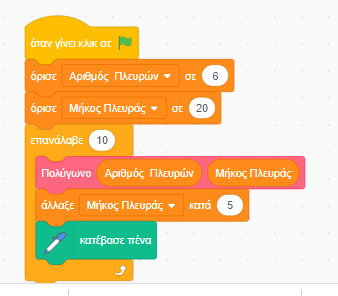 όταν γίνει κλικ σε
όρισε Αριθμός Πλευρών σε 6
όρισε Μήκος Πλευράς σε 20
επανάλαβε 10
Πολύγωνο Αριθμός Πλευρών Μήκος Πλευράς
άλλαξε Μήκος Πλευράς κατά 5
κατέβασε πένα